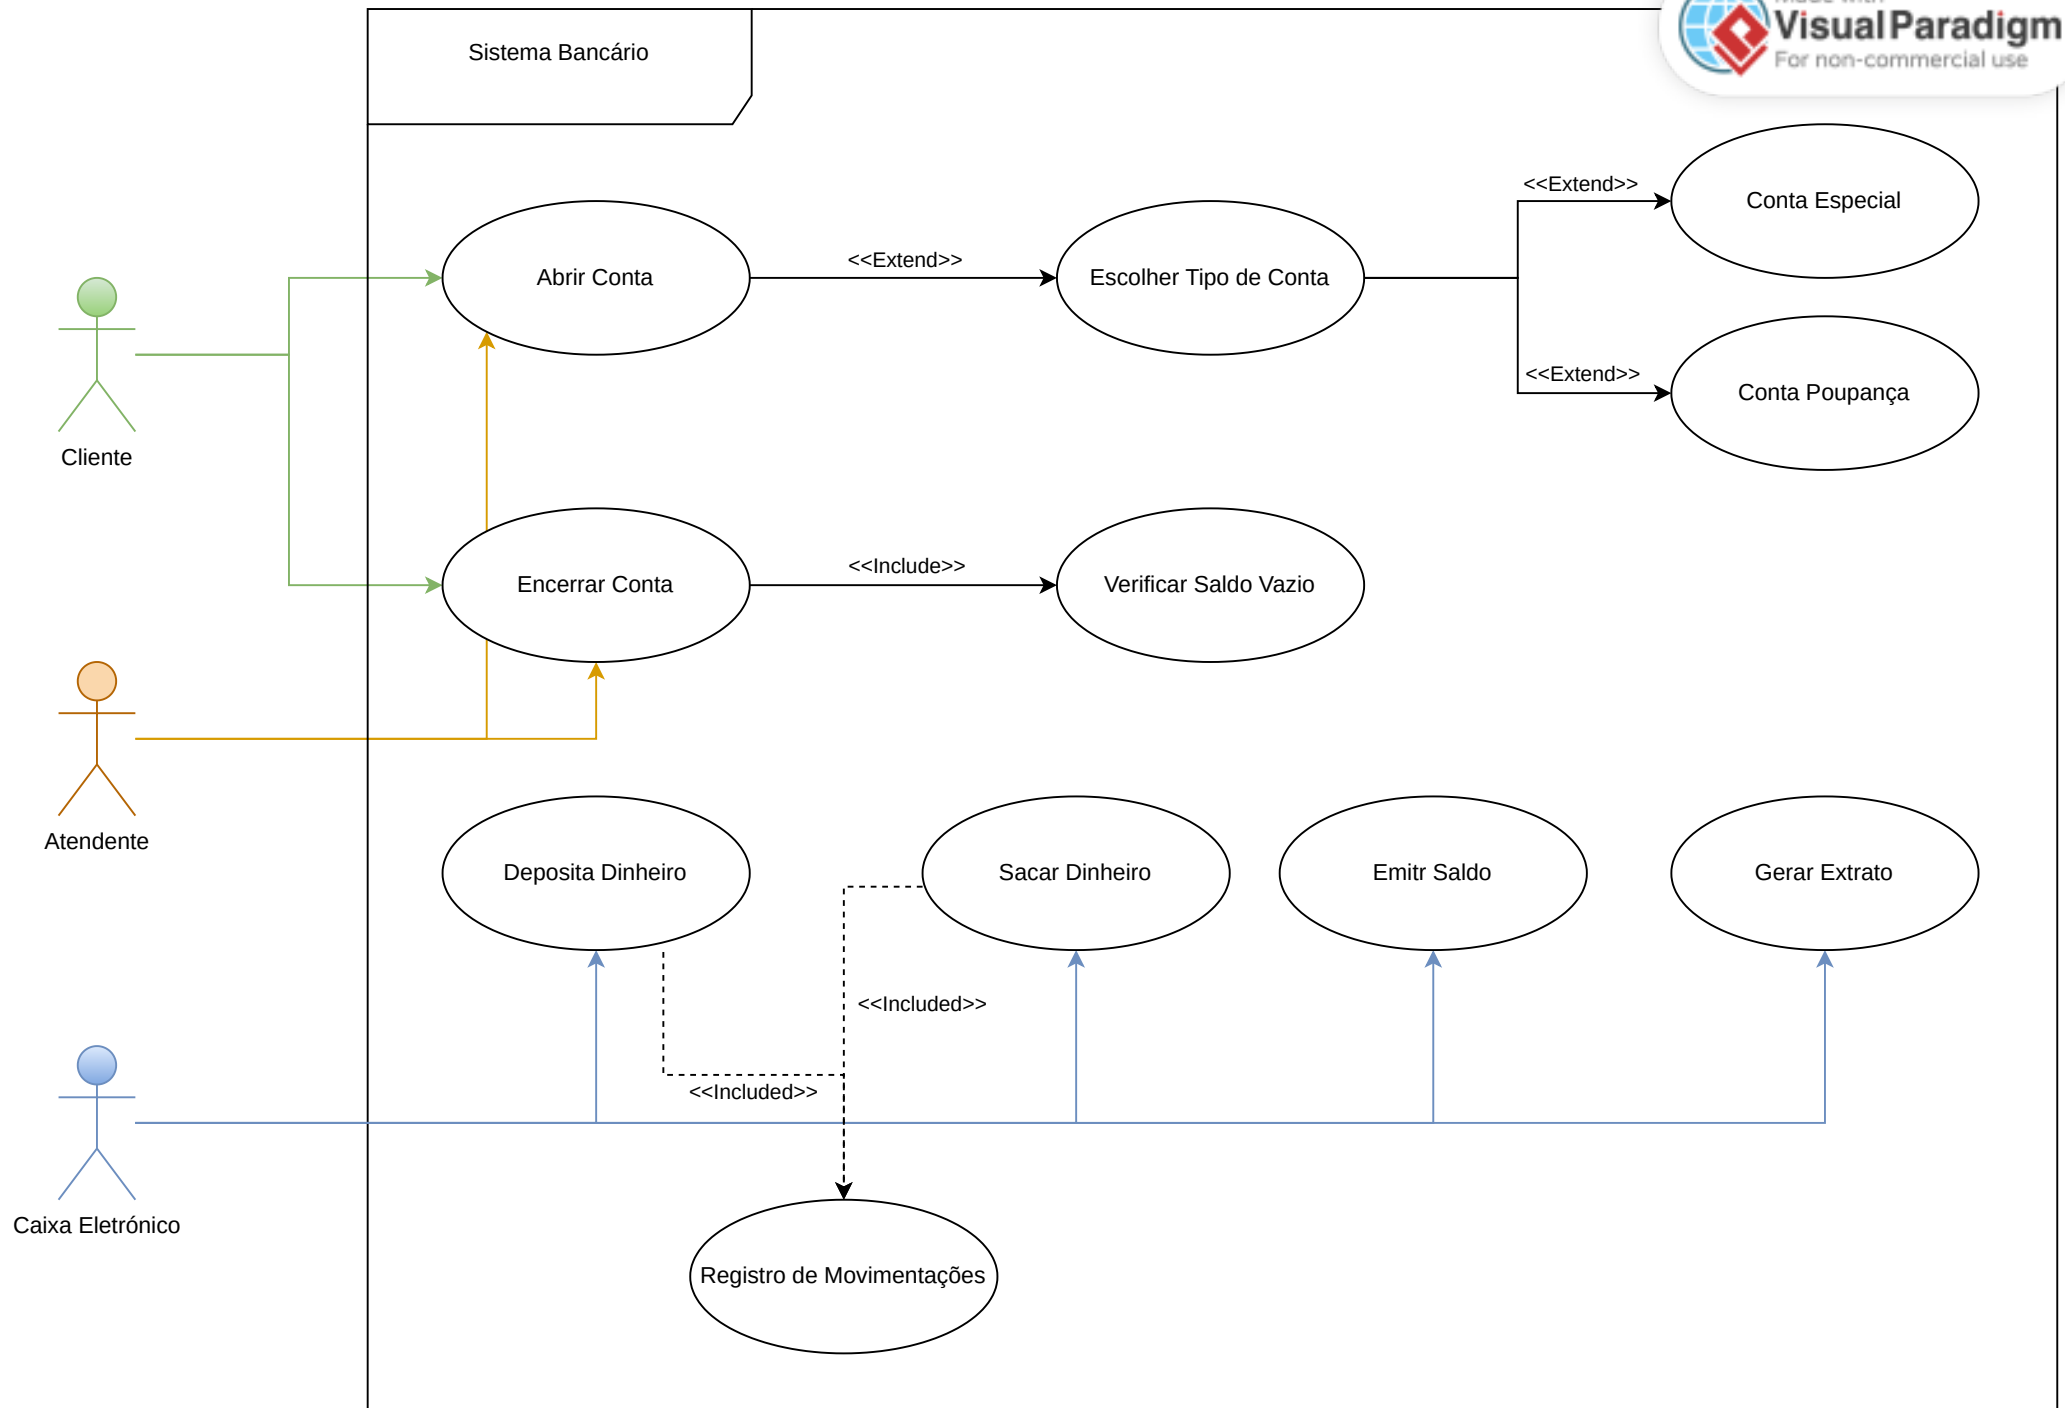 Made with
Visual Paradigm
For non-commercial use
Sistema Bancário
<<Extend>>
Conta Especial
<<Extend>>
Abrir Conta
Escolher Tipo de Conta
<<Extend>>
Conta Poupança
Cliente
<<Include>>
Encerrar Conta
Verificar Saldo Vazio
Atendente
Deposita Dinheiro
Sacar Dinheiro
Emitr Saldo
Gerar Extrato
<<Included>>
<<Included>>
Caixa Eletrónico
Registro de Movimentações